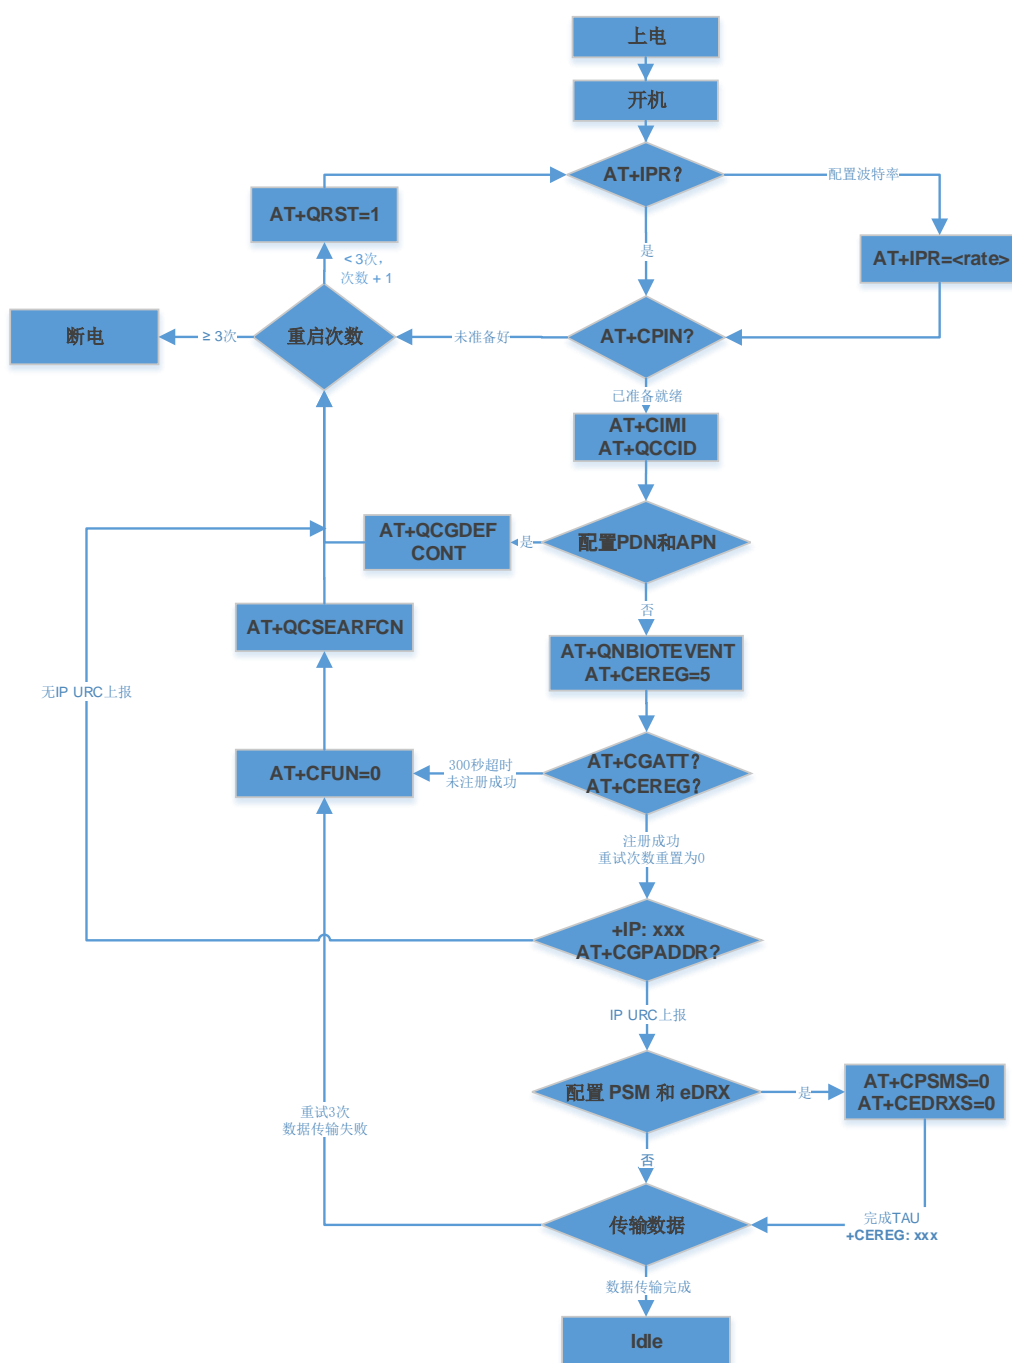 上电
开机
AT+IPR？
配置波特率
AT+QRST=1
是
AT+IPR=<rate>
＜3次，
次数 + 1
断电
≥ 3次
重启次数
未准备好
AT+CPIN?
已准备就绪
AT+CIMI
AT+QCCID
AT+QCGDEF
CONT
是
配置PDN和APN
否
AT+QCSEARFCN
AT+QNBIOTEVENT
AT+CEREG=5
无IP URC上报
AT+CFUN=0
300秒超时
未注册成功
AT+CGATT？
AT+CEREG?
注册成功
重试次数重置为0
+IP: xxx
AT+CGPADDR?
IP URC上报
配置 PSM 和 eDRX
是
AT+CPSMS=0
AT+CEDRXS=0
重试3次
数据传输失败
否
传输数据
完成TAU
+CEREG: xxx
数据传输完成
Idle